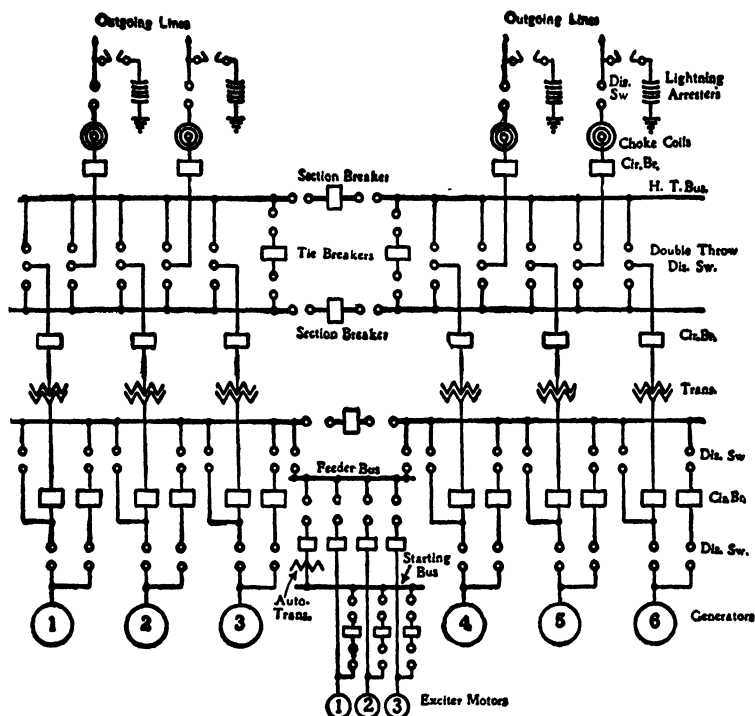 Outgoing Lines
Outgoing Lines
Dis.
Sw
Lightning
Arresters
Choke Coils
Cir.Br.
Section Breaker
H. T. Bus.
Tie Breakers
Double Throw
Dis. Sw.
Section Breaker
Cir.Br.
Trans.
Dis. Sw
Feeder Bus
Cir.Br.
Starting
Bus
Dis. Sw.
Auto-
Trans.
1
2
3
4
5
6
Generators
1
2
3
Exciter Motors